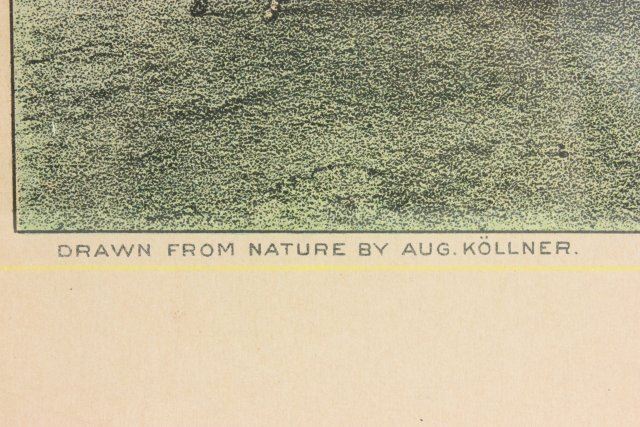 DRAWN FROM NATURE BY AUG. KÖLLNER.